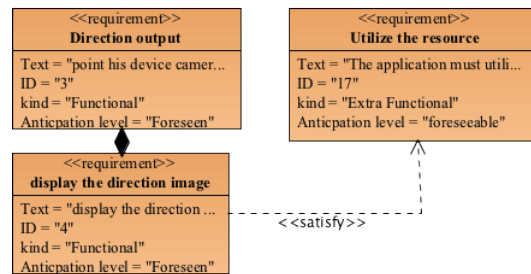 <<requirement>>
Direction output
Text = "point his device camer...
ID = "3"
kind = "Functional"
Anticpation level = "Foreseen"
<<requirement>>
Utilize the resource
Text = "The application must utili...
ID = "17"
kind = "Extra Functional"
Anticpation level = "foreseeable"
<<requirement>>
display the direction image
Text = "display the direction ...
ID = "4"
kind = "Functional"
Anticpation level = "Foreseen"
<<satisfy>>